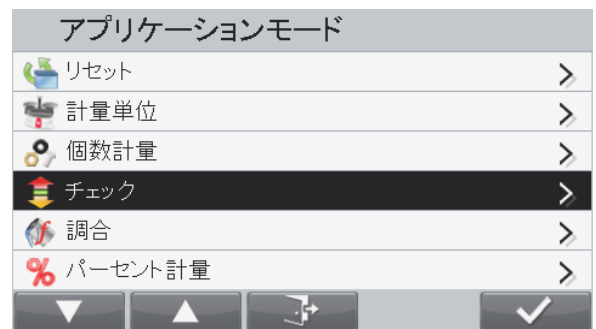 アプリケーションモード
リセット
計量単位
個数計量
チェック
調合
パーセント計量